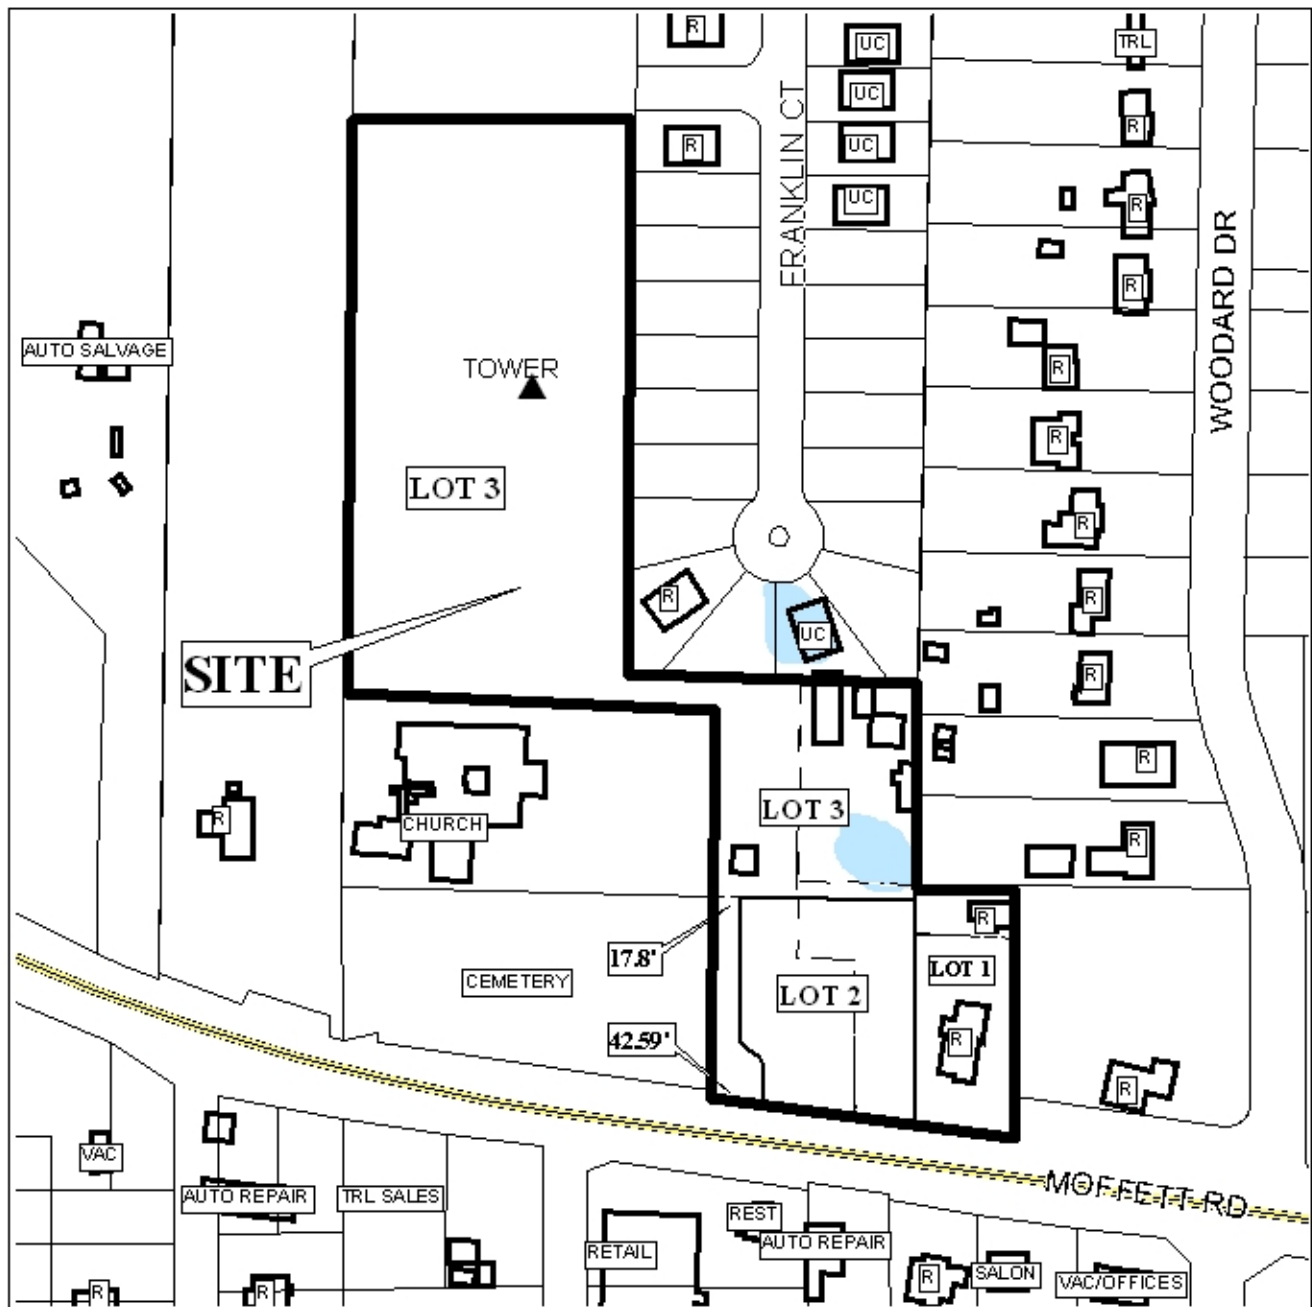 R
UC
TRL
UC
R
R
UC
UC
R
FRANKLIN CT
R
WOODARD DR
AUTO SALVAGE
TOWER
R
R
LOT 3
R
R
R
UC
SITE
R
R
LOT 3
R
CHURCH
R
R
17.8'
CEMETERY
LOT 1
LOT 2
42.59'
R
R
VAC
AUTO REPAIR
TRL SALES
MOFFETT RD
REST
RETAIL
AUTO REPAIR
R
SALON
VAC/OFFICES
R
R